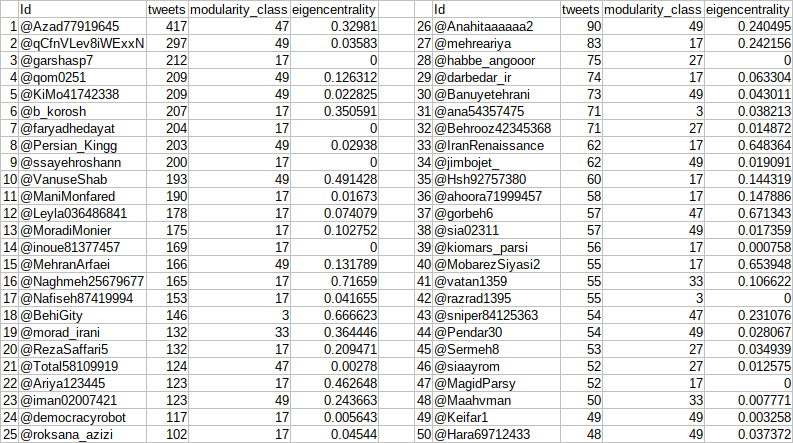 Id tweets modularity_class eigencentrality Id tweets modularity_class eigencentrality
1 @Azad77919645 417 47 0.32981 26 @Anahitaaaaaa2 90 49 0.240495
2 @qCfnVLev8iWExxN 297 49 0.03583 27 @mehreariya 83 17 0.242156
3 @garshasp7 212 17 0 28 @habbe_angooor 75 27 0
4 @qom0251 209 49 0.126312 29 @darbedar_ir 74 17 0.063304
5 @KiMo41742338 209 49 0.022825 30 @Banuyetehrani 73 49 0.043011
6 @b_korosh 207 17 0.350591 31 @ana54357475 71 3 0.038213
7 @faryadhedayat 204 17 0 32 @Behrooz42345368 71 27 0.014872
8 @Persian_Kingg 203 49 0.02938 33 @IranRenaissance 62 17 0.648364
9 @ssayehroshann 200 17 0 34 @jimbojet_ 62 49 0.019091
10 @VanuseShab 193 49 0.491428 35 @Hsh92757380 60 17 0.144319
11 @ManiMonfared 190 17 0.01673 36 @ahoora71999457 58 17 0.147886
12 @Leyla036486841 178 17 0.074079 37 @gorbeh6 57 47 0.671343
13 @MoradiMonier 175 17 0.102752 38 @sia02311 57 49 0.017359
14 @inoue81377457 169 17 0 39 @kiomars_parsi 56 17 0.000758
15 @MehranArfaei 166 49 0.131789 40 @MobarezSiyasi2 55 17 0.653948
16 @Naghmeh25679677 165 17 0.71659 41 @vatan1359 55 33 0.106622
17 @Nafiseh87419994 153 17 0.041655 42 @razrad1395 55 3 0
18 @BehiGity 146 3 0.666623 43 @sniper84125363 54 47 0.231076
19 @morad_irani 132 33 0.364446 44 @Pendar30 54 49 0.028067
20 @RezaSaffari5 132 17 0.209471 45 @Sermeh8 53 27 0.034939
21 @Total58109919 124 47 0.00278 46 @siaayrom 52 27 0.012575
22 @Ariya123445 123 17 0.462648 47 @MagidParsy 52 17 0
23 @iman02007421 123 49 0.243663 48 @Maahvman 50 33 0.007771
24 @democracyrobot 117 17 0.005643 49 @Keifar1 49 49 0.003258
25 @roksana_azizi 102 17 0.04544 50 @Hara69712433 48 49 0.037372